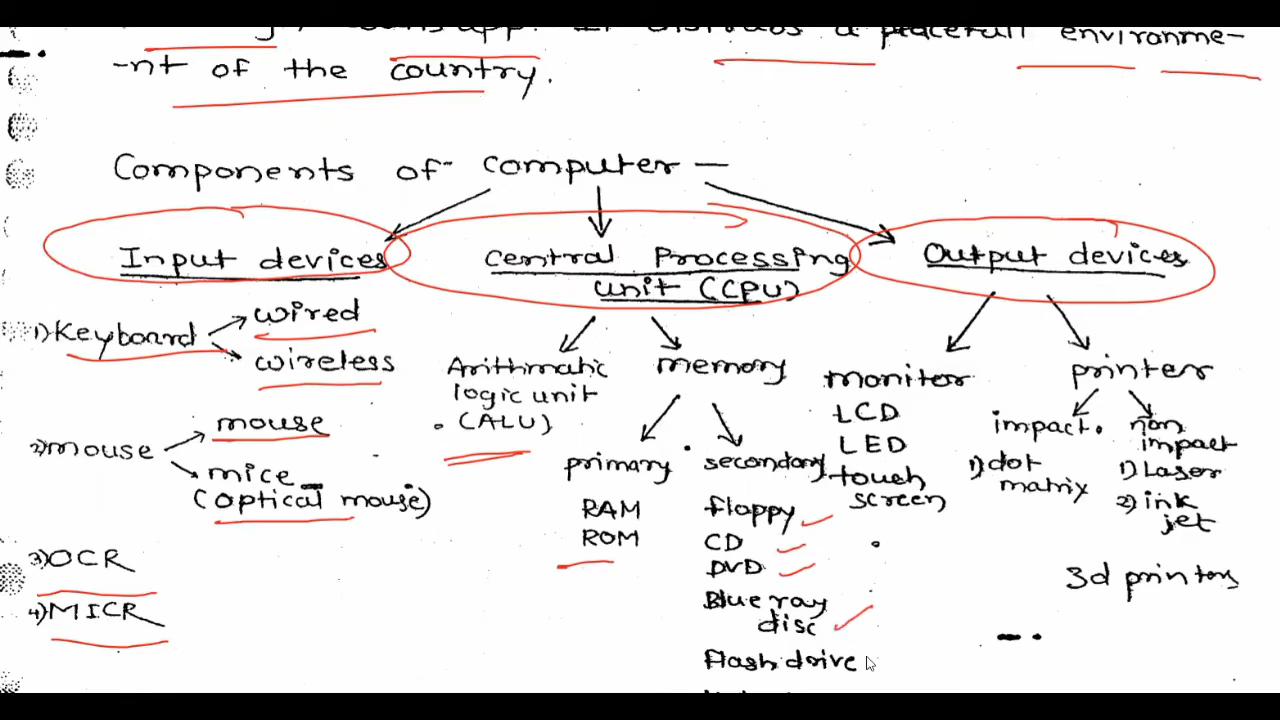 a peacefull environme-
-nt of the country.
Components of computer —
Input devices
Central Processing
unit (CPU)
Output devices
1) Keyboard
wired
wireless
2) mouse
mouse
mice
(optical mouse)
3) OCR
4) MICR
Arithmatic
logic unit
(ALU)
memory
primary
RAM
ROM
secondary
floppy
CD
DVD
Blue ray
disc
Flash drive
monitor
LCD
LED
touch
screen
printer
impact
1) dot
matrix
non
impact
1) Laser
2) ink
jet
3d printers